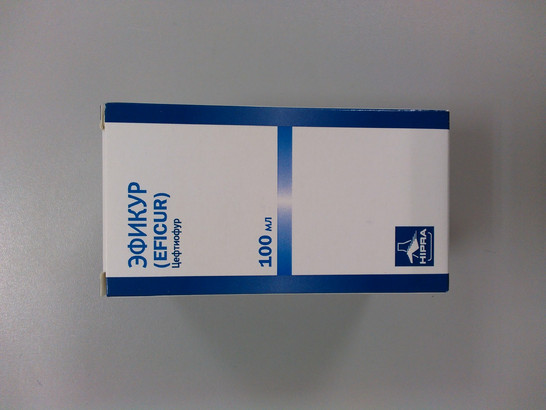 ЭФИКУР
(EFICUR)
Цефтиофур
100 мл
HIPRA